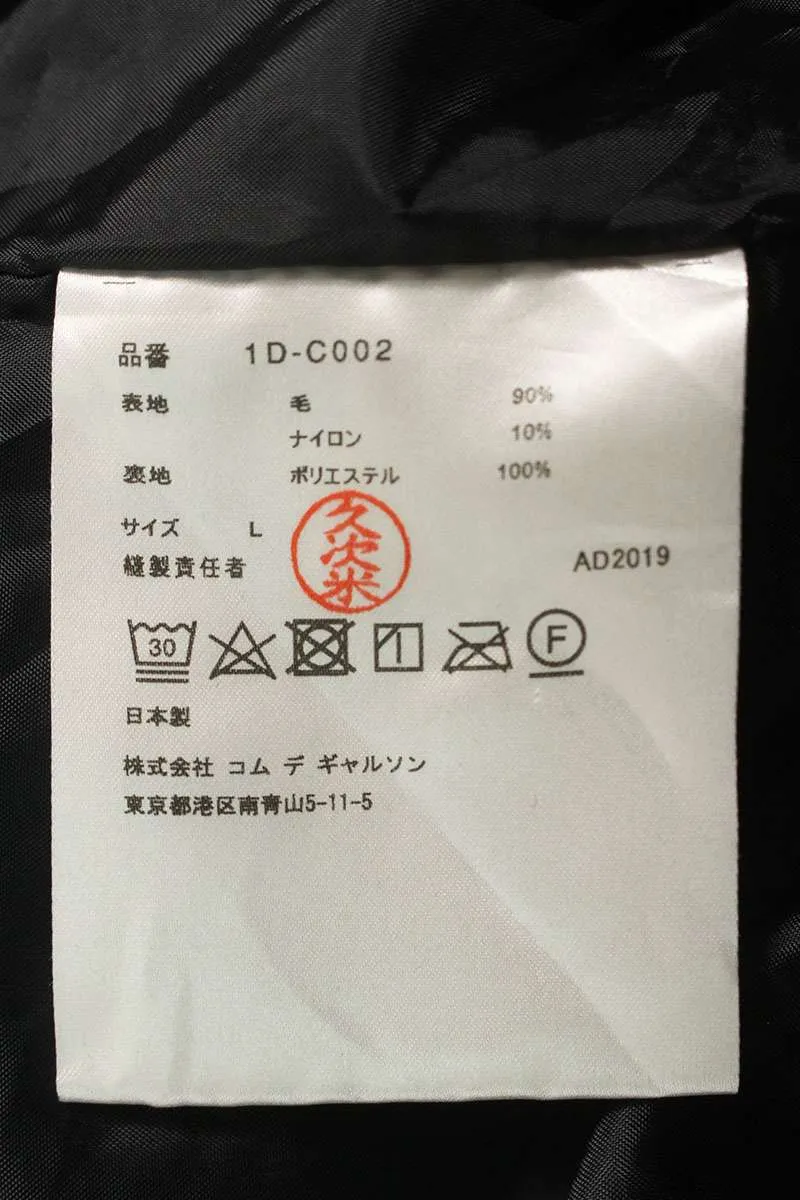 品番 1D-C002
表地 毛 90%
ナイロン 10%
裏地 ポリエステル 100%
サイズ L
久次米
縫製責任者 AD2019
30 F
日本製
株式会社 コム デ ギャルソン
東京都港区南青山5-11-5